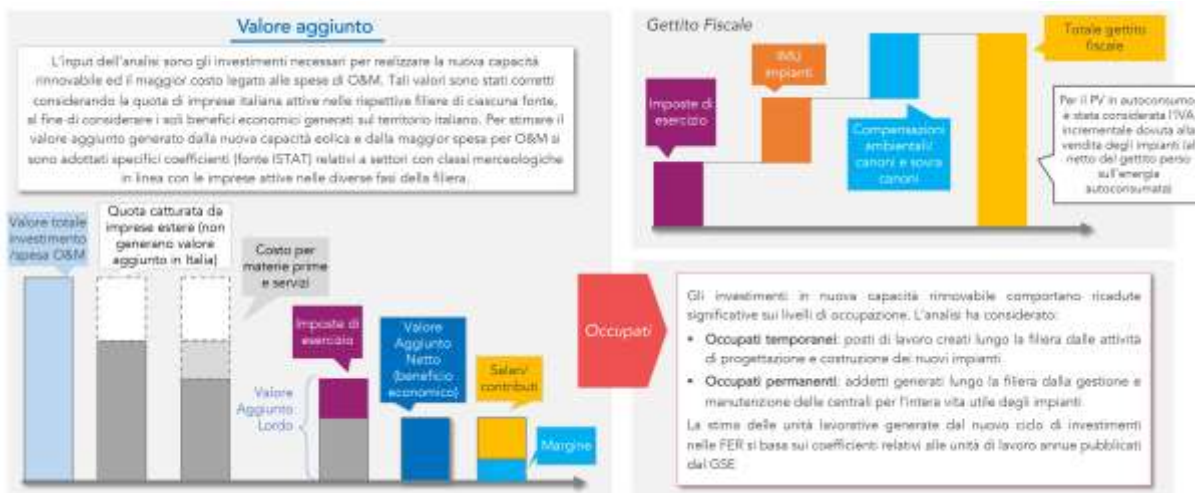 Valore aggiunto
L'input dell'analisi sono gli investimenti necessari per realizzare la nuova capacità
rinnovabile ed il maggior costo legato alle spese di O&M. Tali valori sono stati corretti
considerando la quota di imprese italiana attive nelle rispettive filiere di ciascuna fonte,
al fine di considerare i soli benefici economici generati sul territorio italiano. Per stimare il
valore aggiunto generato dalla nuova capacità eolica e dalla maggior spesa per O&M si
sono adottati specifici coefficienti (fonte ISTAT) relativi a settori con classi merceologiche
in linea con le imprese attive nelle diverse fasi della filiera.
Valore totale
investimento
/spesa O&M
Quota catturata da
imprese estere (non
generano valore
aggiunto in Italia)
Costo per
materie prime
e servizi
Imposte di
esercizio
Valore
Aggiunto
Lordo
Valore
Aggiunto
Netto
(beneficio
economico)
Salari/
contributi
Margine
Gettito Fiscale
Imposte di
esercizio
IMU
impianti
Compensazioni
ambientali/
canoni e sovra
canoni
Totale gettito
fiscale
Per il PV in autoconsumo
è stata considerata l'IVA
incrementale dovuta alla
vendita degli impianti (al
netto del gettito perso
sull'energia
autoconsumata)
Occupati
Gli investimenti in nuova capacità rinnovabile comportano ricadute
significative sui livelli di occupazione. L'analisi ha considerato:
• Occupati temporanei: posti di lavoro creati lungo la filiera dalle attività
di progettazione e costruzione dei nuovi impianti
• Occupati permanenti: addetti generati lungo la filiera dalla gestione e
manutenzione delle centrali per l'intera vita utile degli impianti
La stima delle unità lavorative generate dal nuovo ciclo di investimenti
nelle FER si basa sui coefficienti relativi alle unità di lavoro annue pubblicati
dal GSE